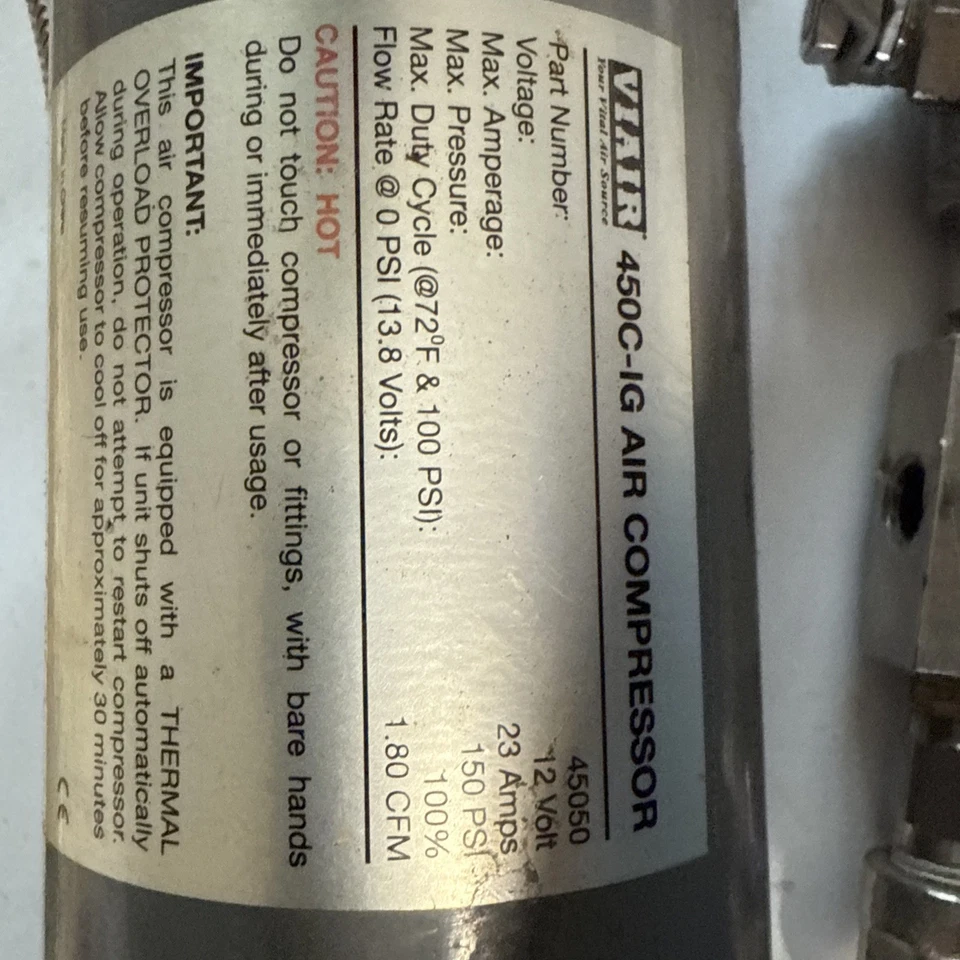 VIAIR 450C-IG AIR COMPRESSOR
Your Vital Air Source
Part Number: 45050
Voltage: 12 Volt
Max. Amperage: 23 Amps
Max. Pressure: 150 PSI
Max. Duty Cycle (@72°F & 100 PSI): 100%
Flow Rate @ 0 PSI (13.8 Volts): 1.80 CFM
CAUTION: HOT
Do not touch compressor or fittings, with bare hands
during or immediately after usage.
IMPORTANT:
This air compressor is equipped with a THERMAL
OVERLOAD PROTECTOR. If unit shuts off automatically
during operation, do not attempt to restart compressor.
Allow compressor to cool off for approximately 30 minutes
before resuming use.
CE